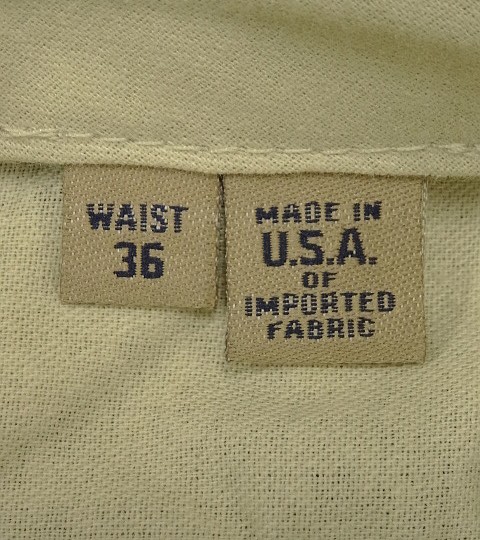 WAIST
36
MADE IN
U.S.A.
OF
IMPORTED
FABRIC